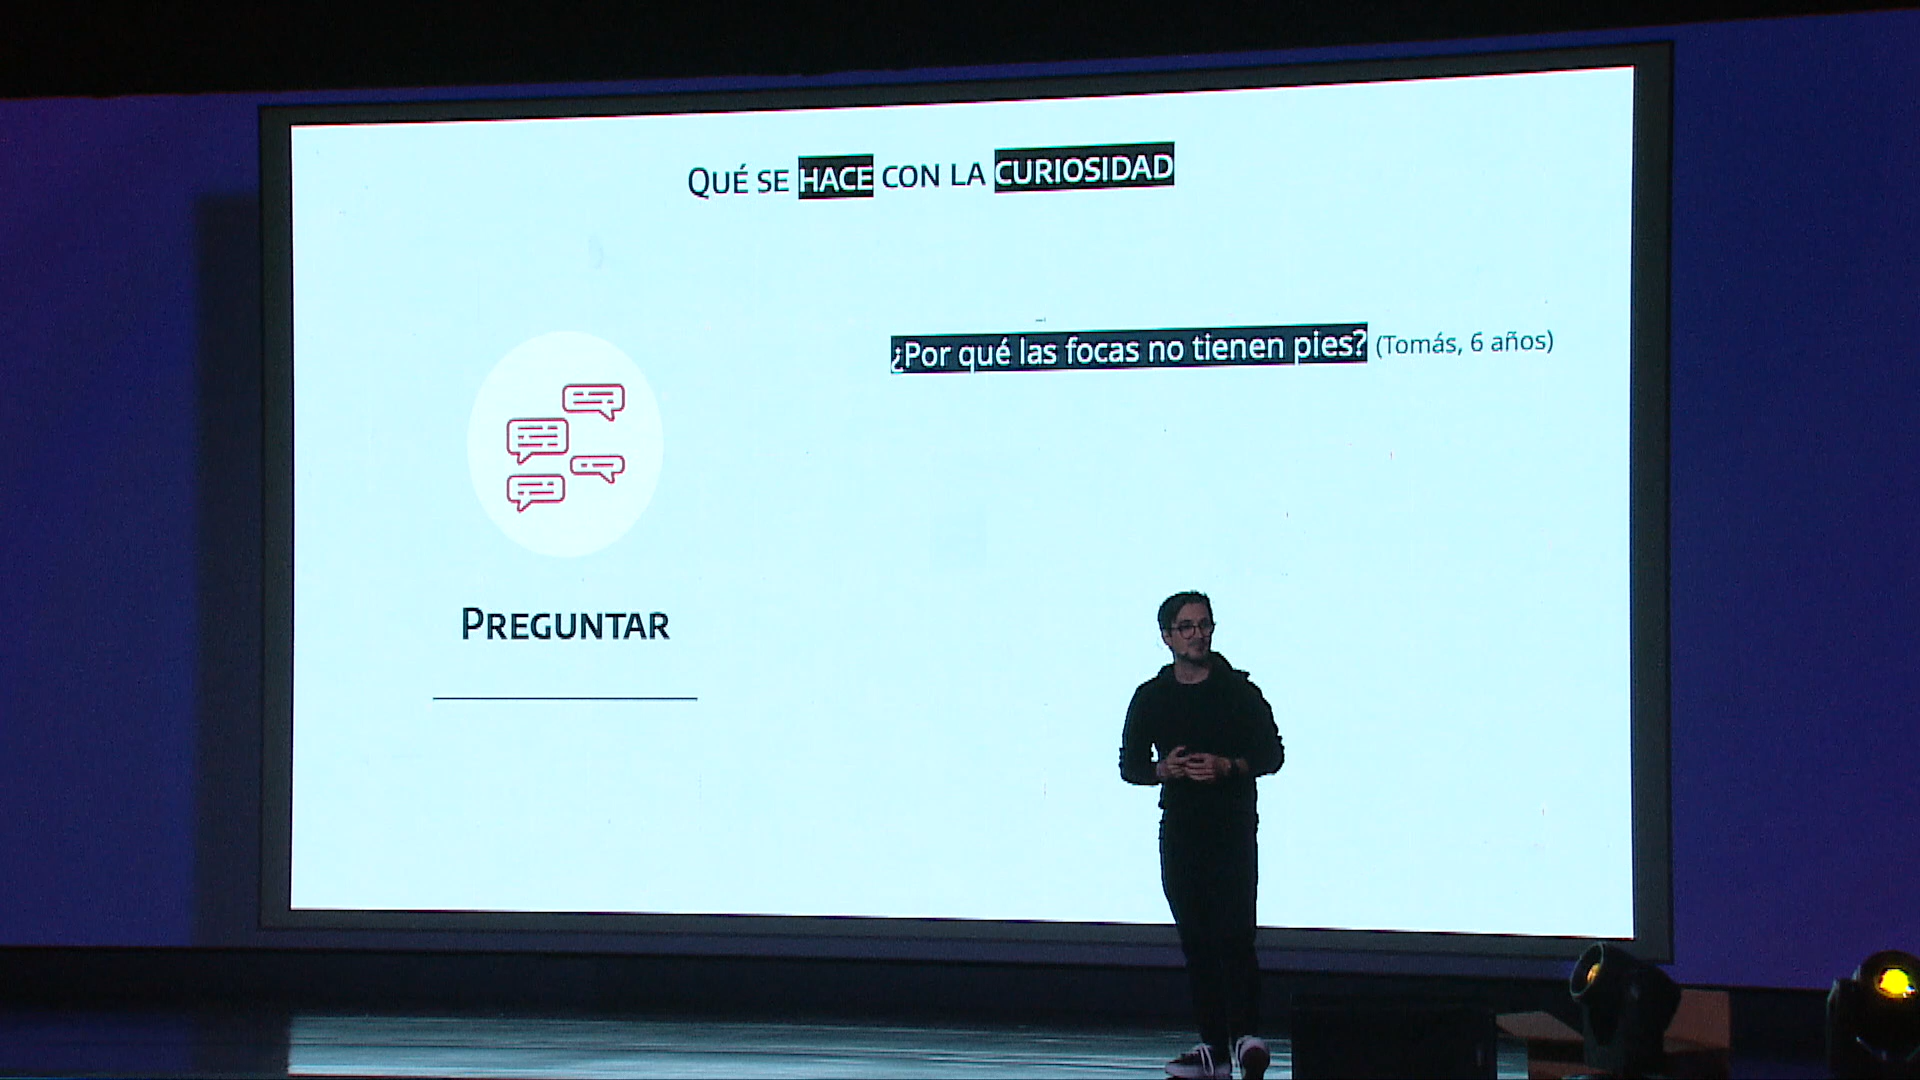 Qué se hace con la curiosidad
¿Por qué las focas no tienen pies? (Tomás, 6 años)
Preguntar